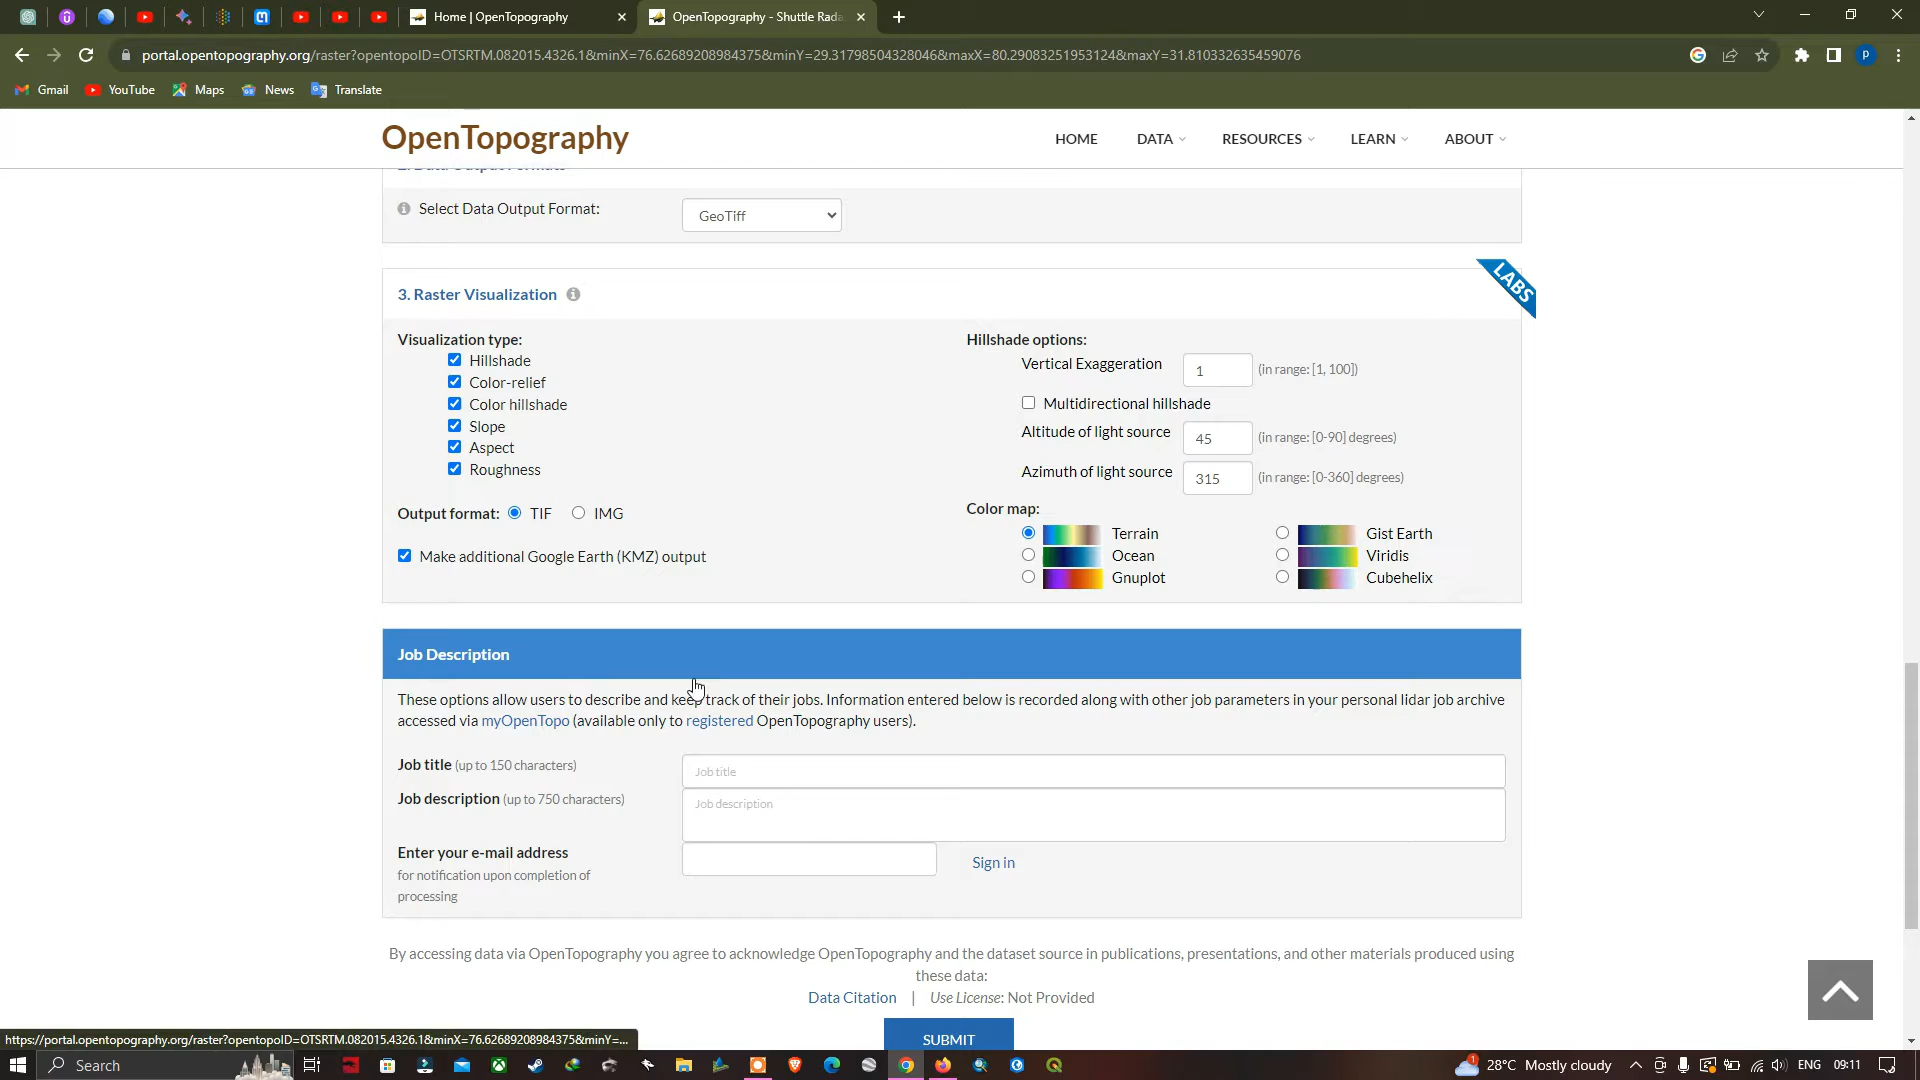 Home | OpenTopography
OpenTopography - Shuttle Rada
portal.opentopography.org/raster?opentopoID=OTSRTM.082015.4326.1&minX=76.62689208984375&minY=29.31798504328046&maxX=80.29083251953124&maxY=31.810332635459076
Gmail YouTube Maps News Translate
OpenTopography
HOME DATA RESOURCES LEARN ABOUT
2. Data Output Formats
Select Data Output Format: GeoTiff
LABS
3. Raster Visualization
Visualization type: Hillshade options:
Hillshade Vertical Exaggeration 1 (in range: [1, 100])
Color-relief
Color hillshade Multidirectional hillshade
Slope Altitude of light source 45 (in range: [0-90] degrees)
Aspect
Roughness Azimuth of light source 315 (in range: [0-360] degrees)
Output format: TIF IMG Color map:
Terrain Gist Earth
Make additional Google Earth (KMZ) output Ocean Viridis
Gnuplot Cubehelix
Job Description
These options allow users to describe and keep track of their jobs. Information entered below is recorded along with other job parameters in your personal lidar job archive
accessed via myOpenTopo (available only to registered OpenTopography users).
Job title (up to 150 characters) Job title
Job description (up to 750 characters) Job description
Enter your e-mail address Sign in
for notification upon completion of
processing
By accessing data via OpenTopography you agree to acknowledge OpenTopography and the dataset source in publications, presentations, and other materials produced using
these data:
Data Citation | Use License: Not Provided
SUBMIT
https://portal.opentopography.org/raster?opentopoID=OTSRTM.082015.4326.1&minX=76.62689208984375&minY=...
Search 1 28°C Mostly cloudy ENG 09:11